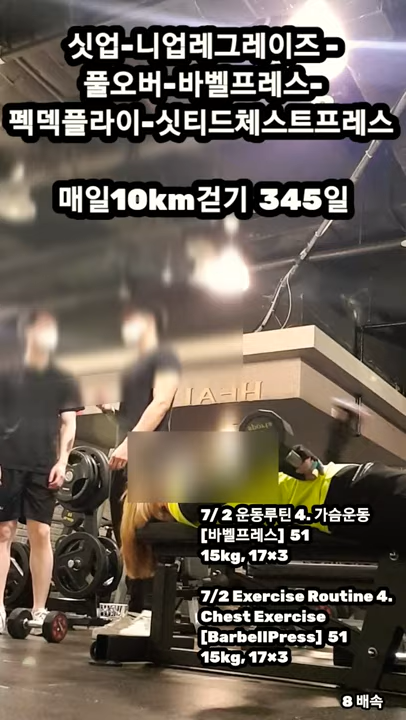 싯업-니업레그레이즈-
풀오버-바벨프레스-
펙덱플라이-싯티드체스트프레스
매일10km걷기 345일
7/ 2 운동루틴 4. 가슴운동
[바벨프레스] 51
15kg, 17×3
7/2 Exercise Routine 4.
Chest Exercise
[BarbellPress] 51
15kg, 17×3
8 배속